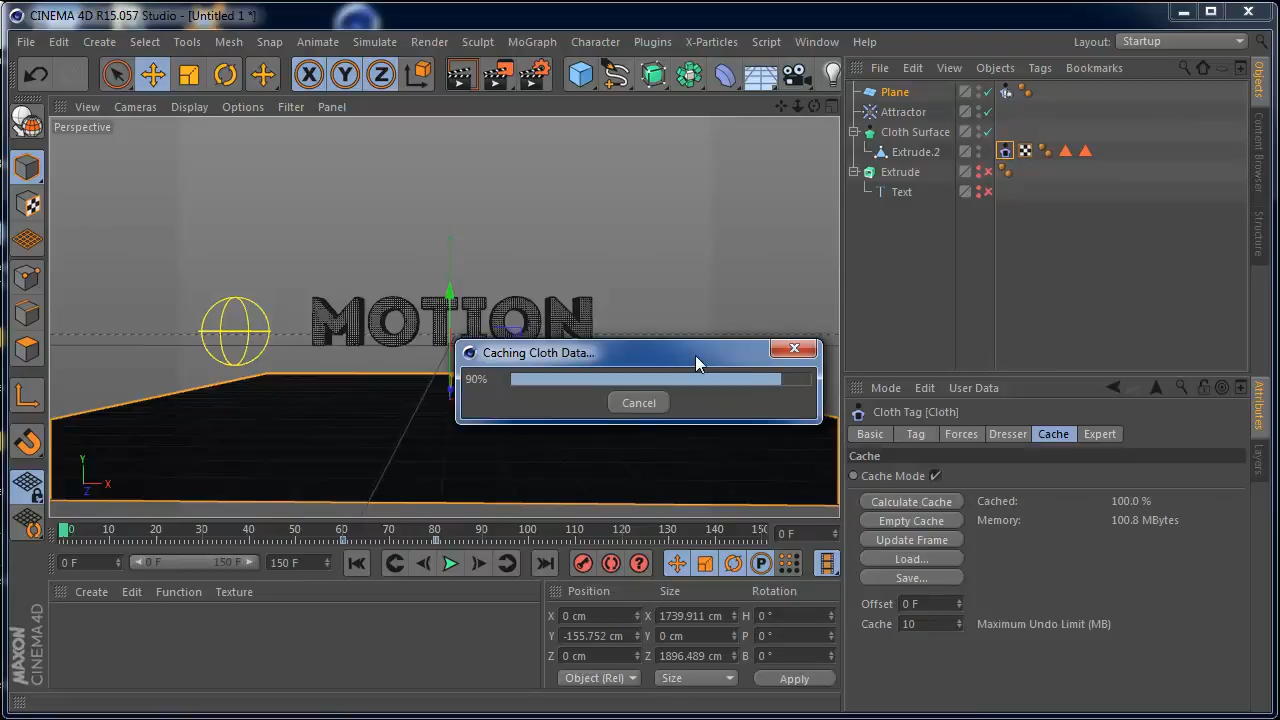 CINEMA 4D R15.057 Studio - [Untitled 1 *]
File Edit Create Select Tools Mesh Snap Animate Simulate Render Sculpt MoGraph Character Plugins X-Particles Script Window Help
Layout: Startup
X Y Z
File Edit View Objects Tags Bookmarks
View Cameras Display Options Filter Panel
Perspective
Plane
Attractor
Cloth Surface
Extrude.2
Extrude
Text
Objects
Content Browser
Structure
MOTION
Caching Cloth Data...
90%
Cancel
Y
X
Z
Mode Edit User Data
Cloth Tag [Cloth]
Basic Tag Forces Dresser Cache Expert
Cache
Cache Mode
Calculate Cache Cached: 100.0 %
Empty Cache Memory: 100.8 MBytes
Update Frame
Load...
Save...
Offset 0 F
Cache 10 Maximum Undo Limit (MB)
Attributes
Layers
0 10 20 30 40 50 60 70 80 90 100 110 120 130 140 150 0 F
0 F 0 F 150 F 150 F
P
Create Edit Function Texture
Position Size Rotation
X 0 cm X 1739.911 cm H 0 °
Y -155.752 cm Y 0 cm P 0 °
Z 0 cm Z 1896.489 cm B 0 °
Object (Rel) Size Apply
MAXON
CINEMA 4D